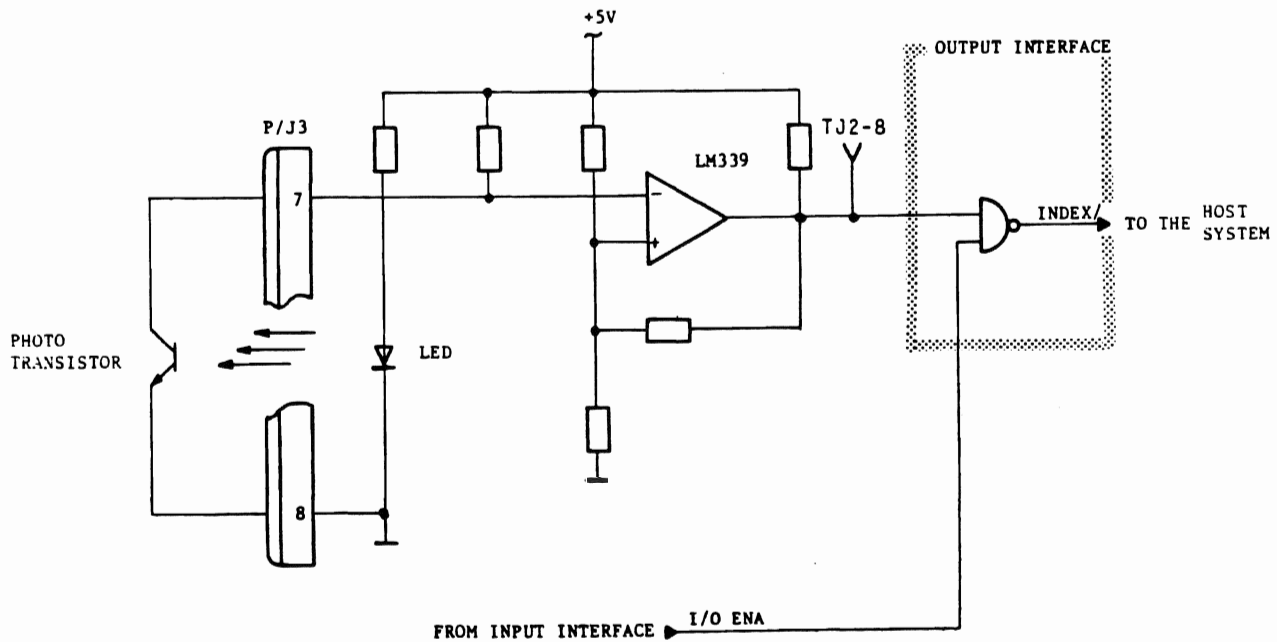 +5V
OUTPUT INTERFACE
P/J3
TJ2-8
LM339
7
-
+
INDEX/
TO THE HOST
SYSTEM
PHOTO
TRANSISTOR
LED
8
I/O ENA
FROM INPUT INTERFACE